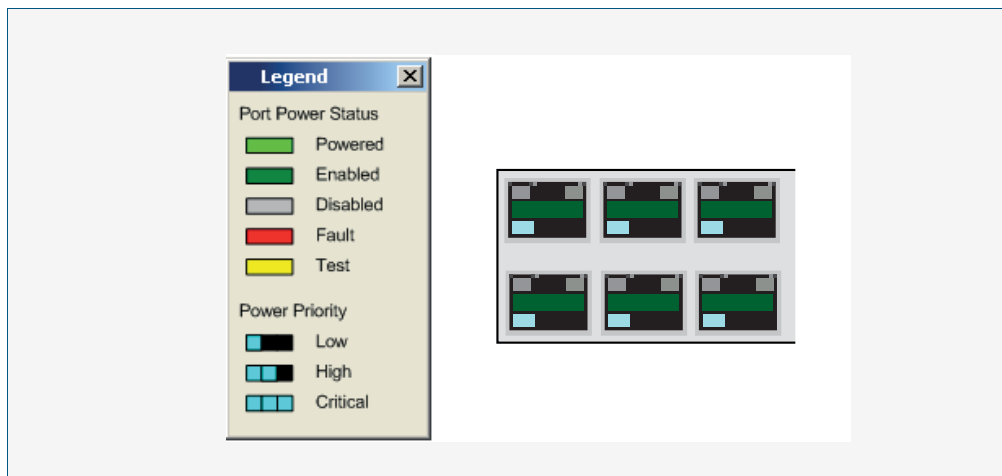 Legend
Port Power Status
Powered
Enabled
Disabled
Fault
Test
Power Priority
Low
High
Critical